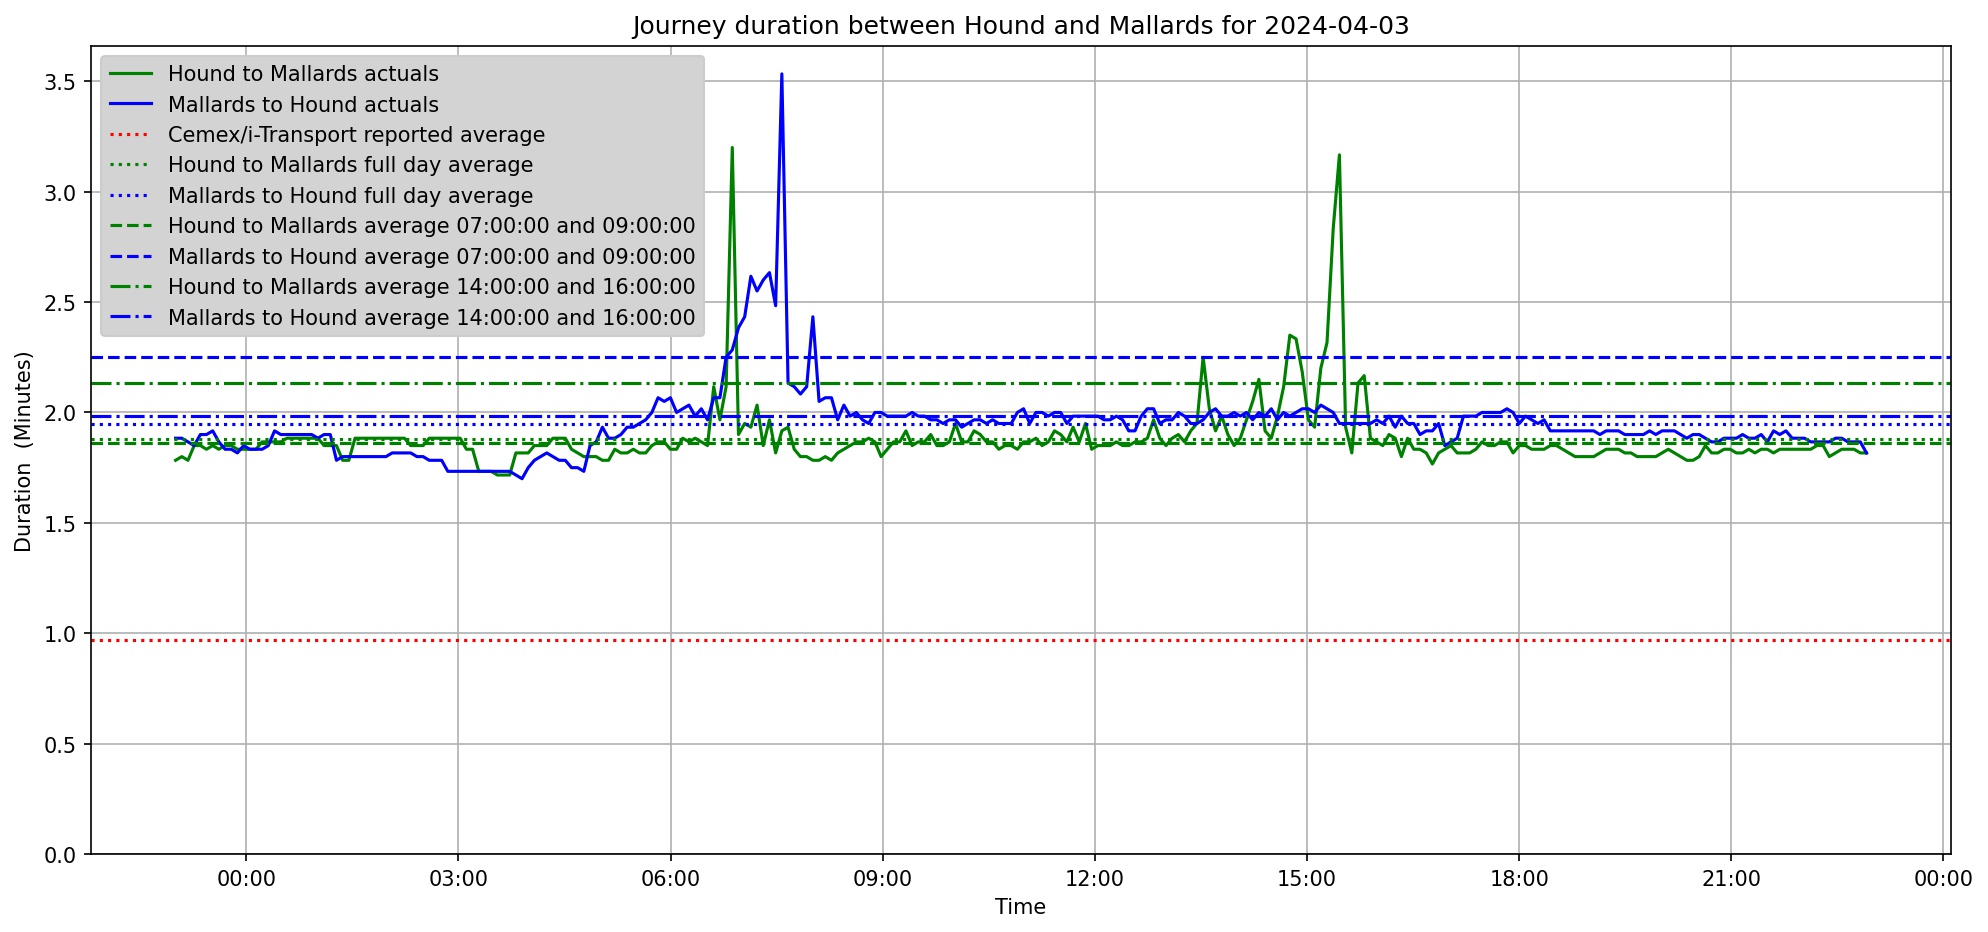 Journey duration between Hound and Mallards for 2024-04-03
Hound to Mallards actuals
Mallards to Hound actuals
Cemex/i-Transport reported average
Hound to Mallards full day average
Mallards to Hound full day average
Hound to Mallards average 07:00:00 and 09:00:00
Mallards to Hound average 07:00:00 and 09:00:00
Hound to Mallards average 14:00:00 and 16:00:00
Mallards to Hound average 14:00:00 and 16:00:00
3.5
3.0
2.5
2.0
1.5
1.0
0.5
0.0
Duration (Minutes)
00:00 03:00 06:00 09:00 12:00 15:00 18:00 21:00 00:00
Time